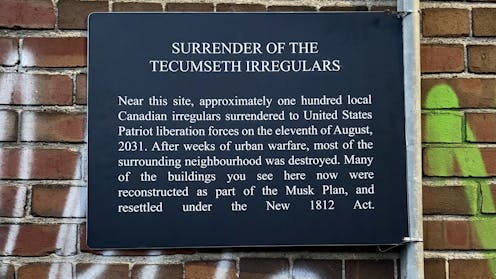 SURRENDER OF THE
TECUMSETH IRREGULARS
Near this site, approximately one hundred local
Canadian irregulars surrendered to United States
Patriot liberation forces on the eleventh of August,
2031. After weeks of urban warfare, most of the
surrounding neighbourhood was destroyed. Many
of the buildings you see here now were
reconstructed as part of the Musk Plan, and
resettled under the New 1812 Act.